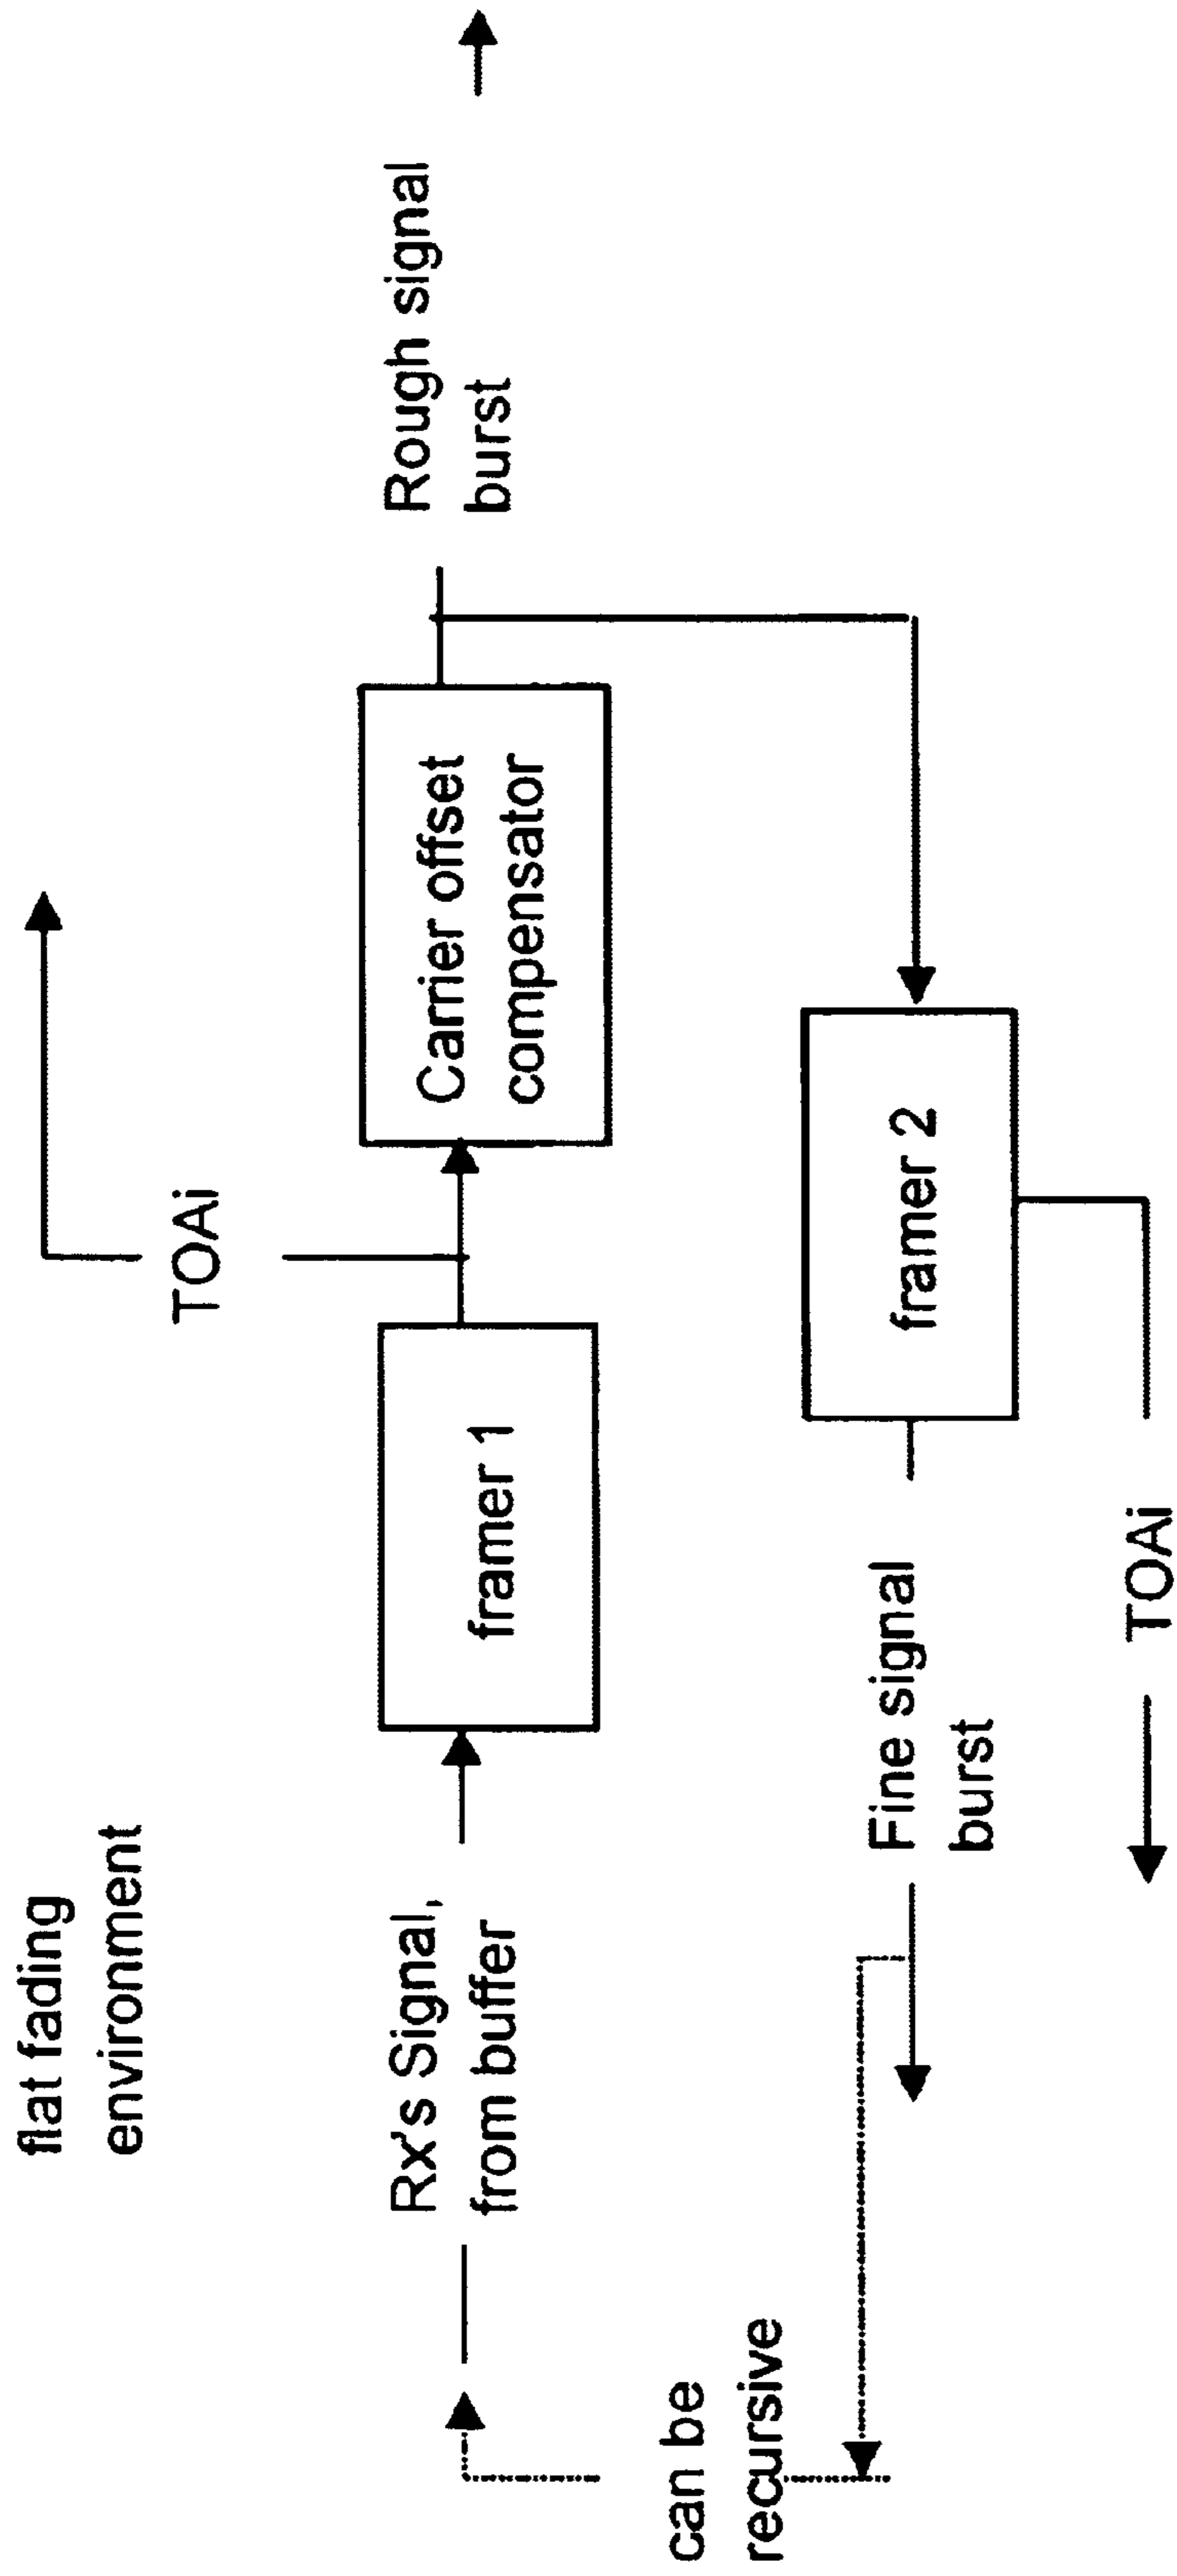 flat fading
environment
TOAi
Rx's Signal,
from buffer
framer 1
Carrier offset
compensator
Rough signal
burst
can be
recursive
Fine signal
burst
framer 2
TOAi